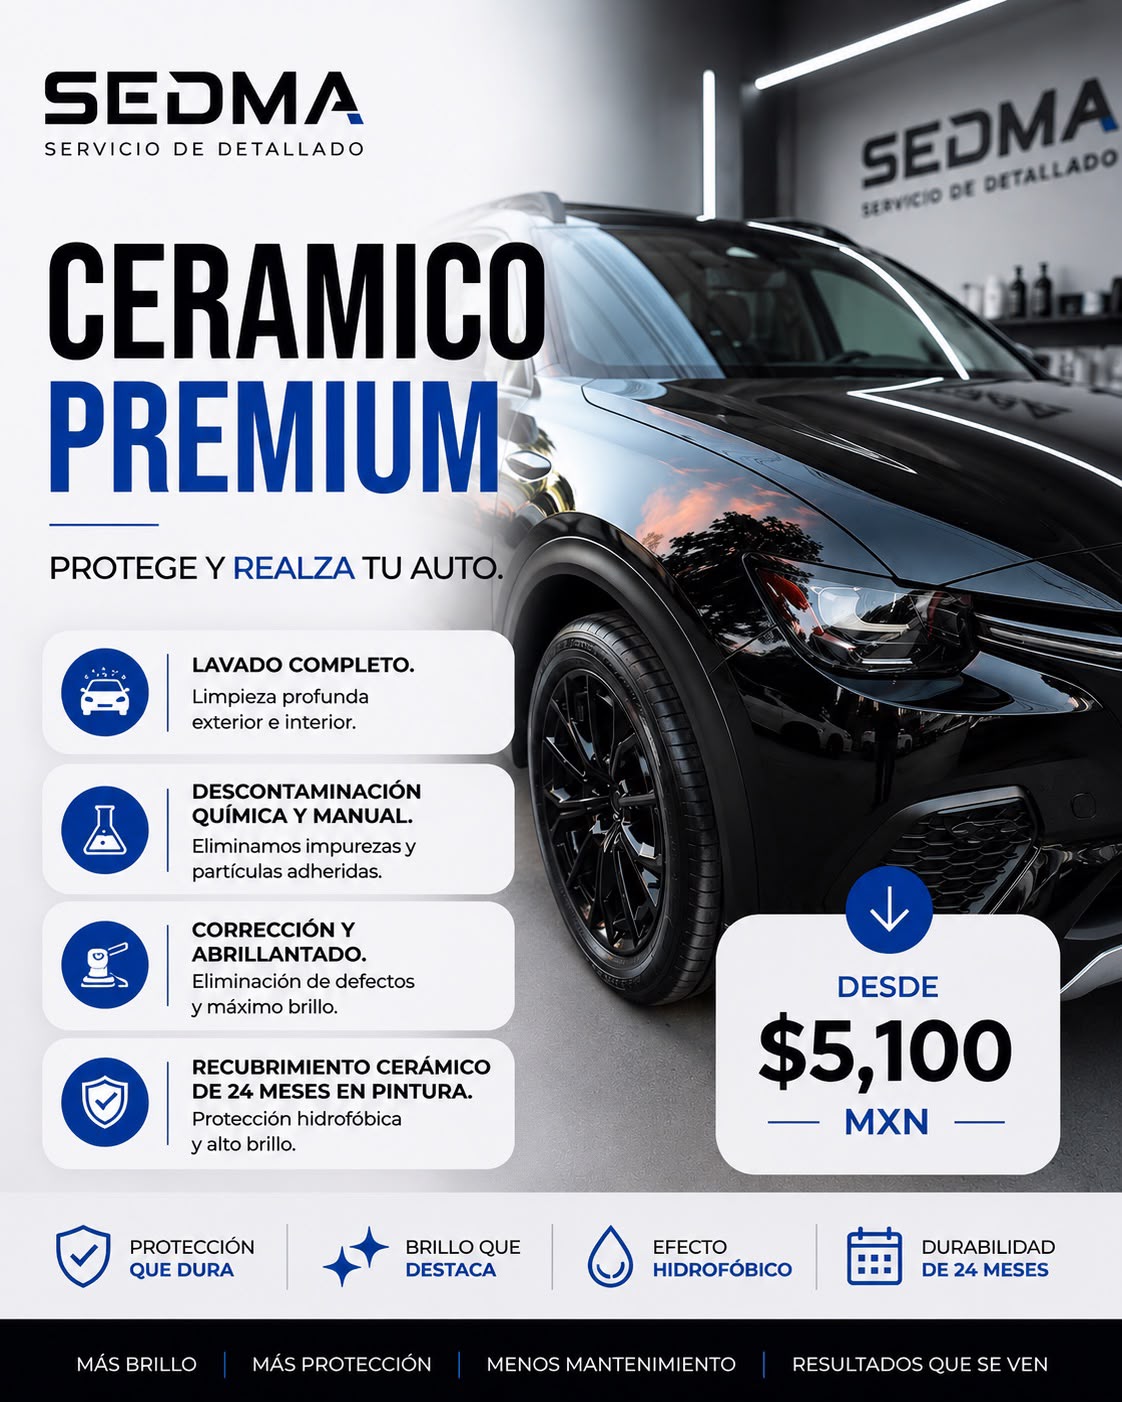 SEDMA
SERVICIO DE DETALLADO
SEDMA
SERVICIO DE DETALLADO
CERAMICO
PREMIUM
PROTEGE Y REALZA TU AUTO.
LAVADO COMPLETO.
Limpieza profunda
exterior e interior.
DESCONTAMINACIÓN
QUÍMICA Y MANUAL.
Eliminamos impurezas y
partículas adheridas.
CORRECCIÓN Y
ABRILLANTADO.
Eliminación de defectos
y máximo brillo.
RECUBRIMIENTO CERÁMICO
DE 24 MESES EN PINTURA.
Protección hidrofóbica
y alto brillo.
DESDE
$5,100
MXN
PROTECCIÓN
QUE DURA
BRILLO QUE
DESTACA
EFECTO
HIDROFÓBICO
DURABILIDAD
DE 24 MESES
MÁS BRILLO
MÁS PROTECCIÓN
MENOS MANTENIMIENTO
RESULTADOS QUE SE VEN